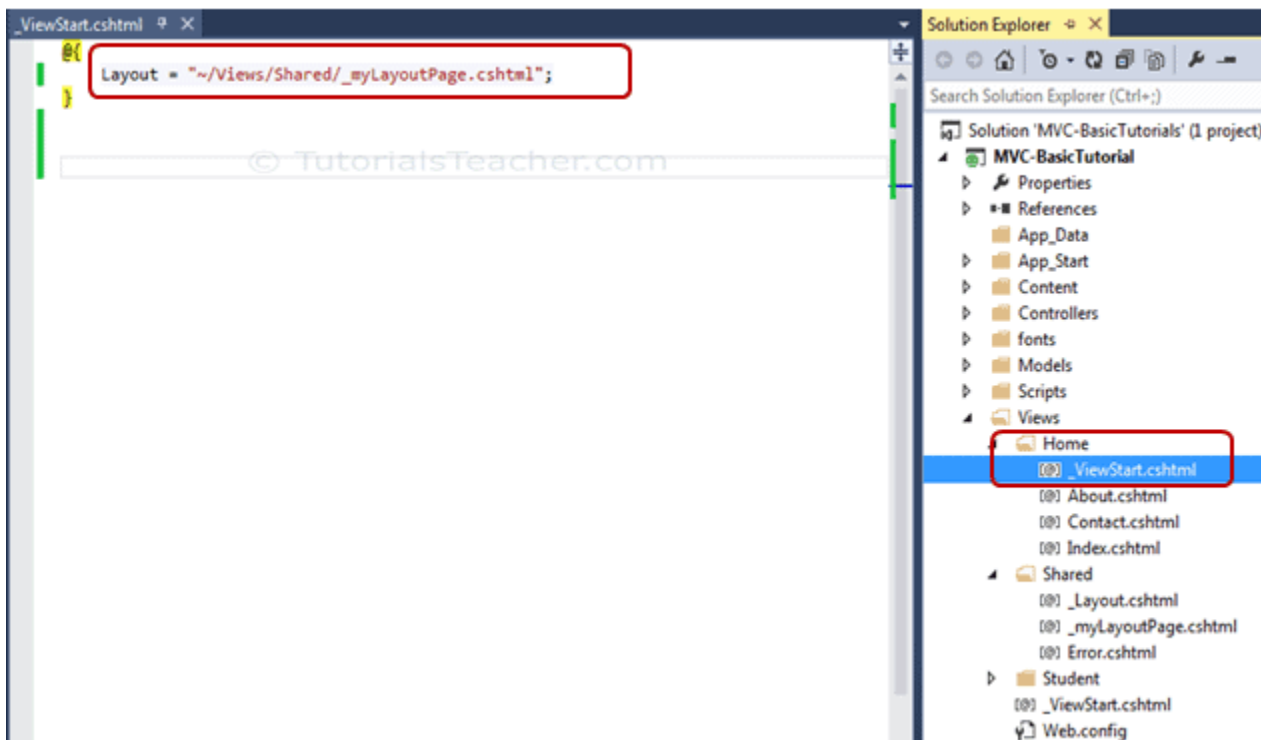 _ViewStart.cshtml
@{
Layout = "~/Views/Shared/_myLayoutPage.cshtml";
}
© TutorialsTeacher.com
Solution Explorer
Search Solution Explorer (Ctrl+;)
Solution 'MVC-BasicTutorials' (1 project)
MVC-BasicTutorial
Properties
References
App_Data
App_Start
Content
Controllers
fonts
Models
Scripts
Views
Home
_ViewStart.cshtml
About.cshtml
Contact.cshtml
Index.cshtml
Shared
_Layout.cshtml
_myLayoutPage.cshtml
Error.cshtml
Student
_ViewStart.cshtml
Web.config